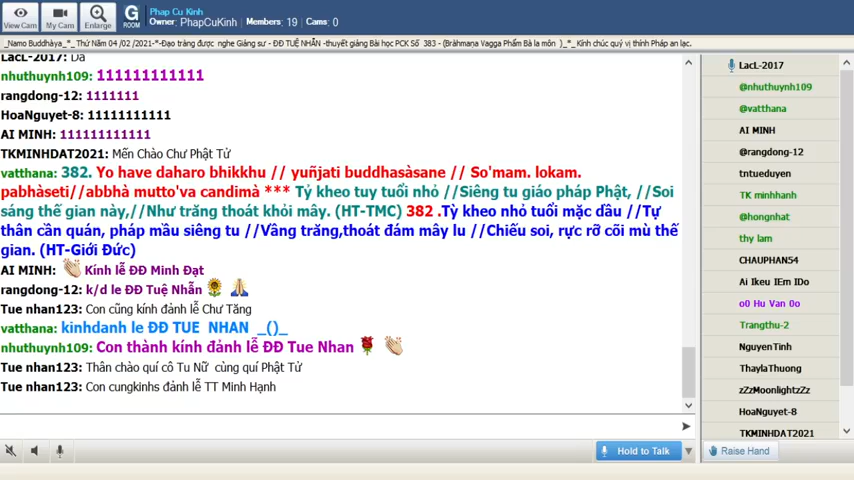 View Cam
My Cam
Enlarge
G
ROOM
Phap Cu Kinh
Owner: PhapCuKinh | Members: 19 | Cams: 0
_Namo Buddhàya_*_ Thứ Năm 04 /02 /2021-*-Đạo tràng được nghe Giảng sư - ĐĐ TUỆ NHẪN -thuyết giảng Bài học PCK Số 383 - (Bràhmaṇa Vagga Phẩm Bà la môn )_*_ Kính chúc quý vị thính Pháp an lạc.
LacL-2017: Dạ
nhuthuynh109: 111111111111
rangdong-12: 1111111
HoaNguyet-8: 11111111111
AI MINH: 111111111111
TKMINHDAT2021: Mến Chào Chư Phật Tử
vatthana: 382. Yo have daharo bhikkhu // yuñjati buddhasàsane // So'mam. lokam.
pabhàseti//abbhà mutto'va candimà *** Tỷ kheo tuy tuổi nhỏ //Siêng tu giáo pháp Phật, //Soi
sáng thế gian này,//Như trăng thoát khỏi mây. (HT-TMC) 382 .Tỳ kheo nhỏ tuổi mặc dầu //Tự
thân cần quán, pháp mầu siêng tu //Vầng trăng,thoát đám mây lu //Chiếu soi, rực rỡ cõi mù thế
gian. (HT-Giới Đức)
AI MINH: Kính lễ ĐĐ Minh Đạt
rangdong-12: k/d le ĐĐ Tuệ Nhẫn
Tue nhan123: Con cũng kính đảnh lễ Chư Tăng
vatthana: kinhdanh le ĐĐ TUE NHAN _()_
nhuthuynh109: Con thành kính đảnh lễ ĐĐ Tue Nhan
Tue nhan123: Thân chào quí cô Tu Nữ cùng quí Phật Tử
Tue nhan123: Con cungkinhs đảnh lễ TT Minh Hạnh
Hold to Talk
LacL-2017
@nhuthuynh109
@vatthana
AI MINH
@rangdong-12
tntueduyen
TK minhhanh
@hongnhat
thy lam
CHAUPHAN54
Ai Ikeu IEm IDo
o0 Hu Van 0o
Trangthu-2
NguyenTinh
ThaylaThuong
zZzMoonlightzZz
HoaNguyet-8
TKMINHDAT2021
Raise Hand